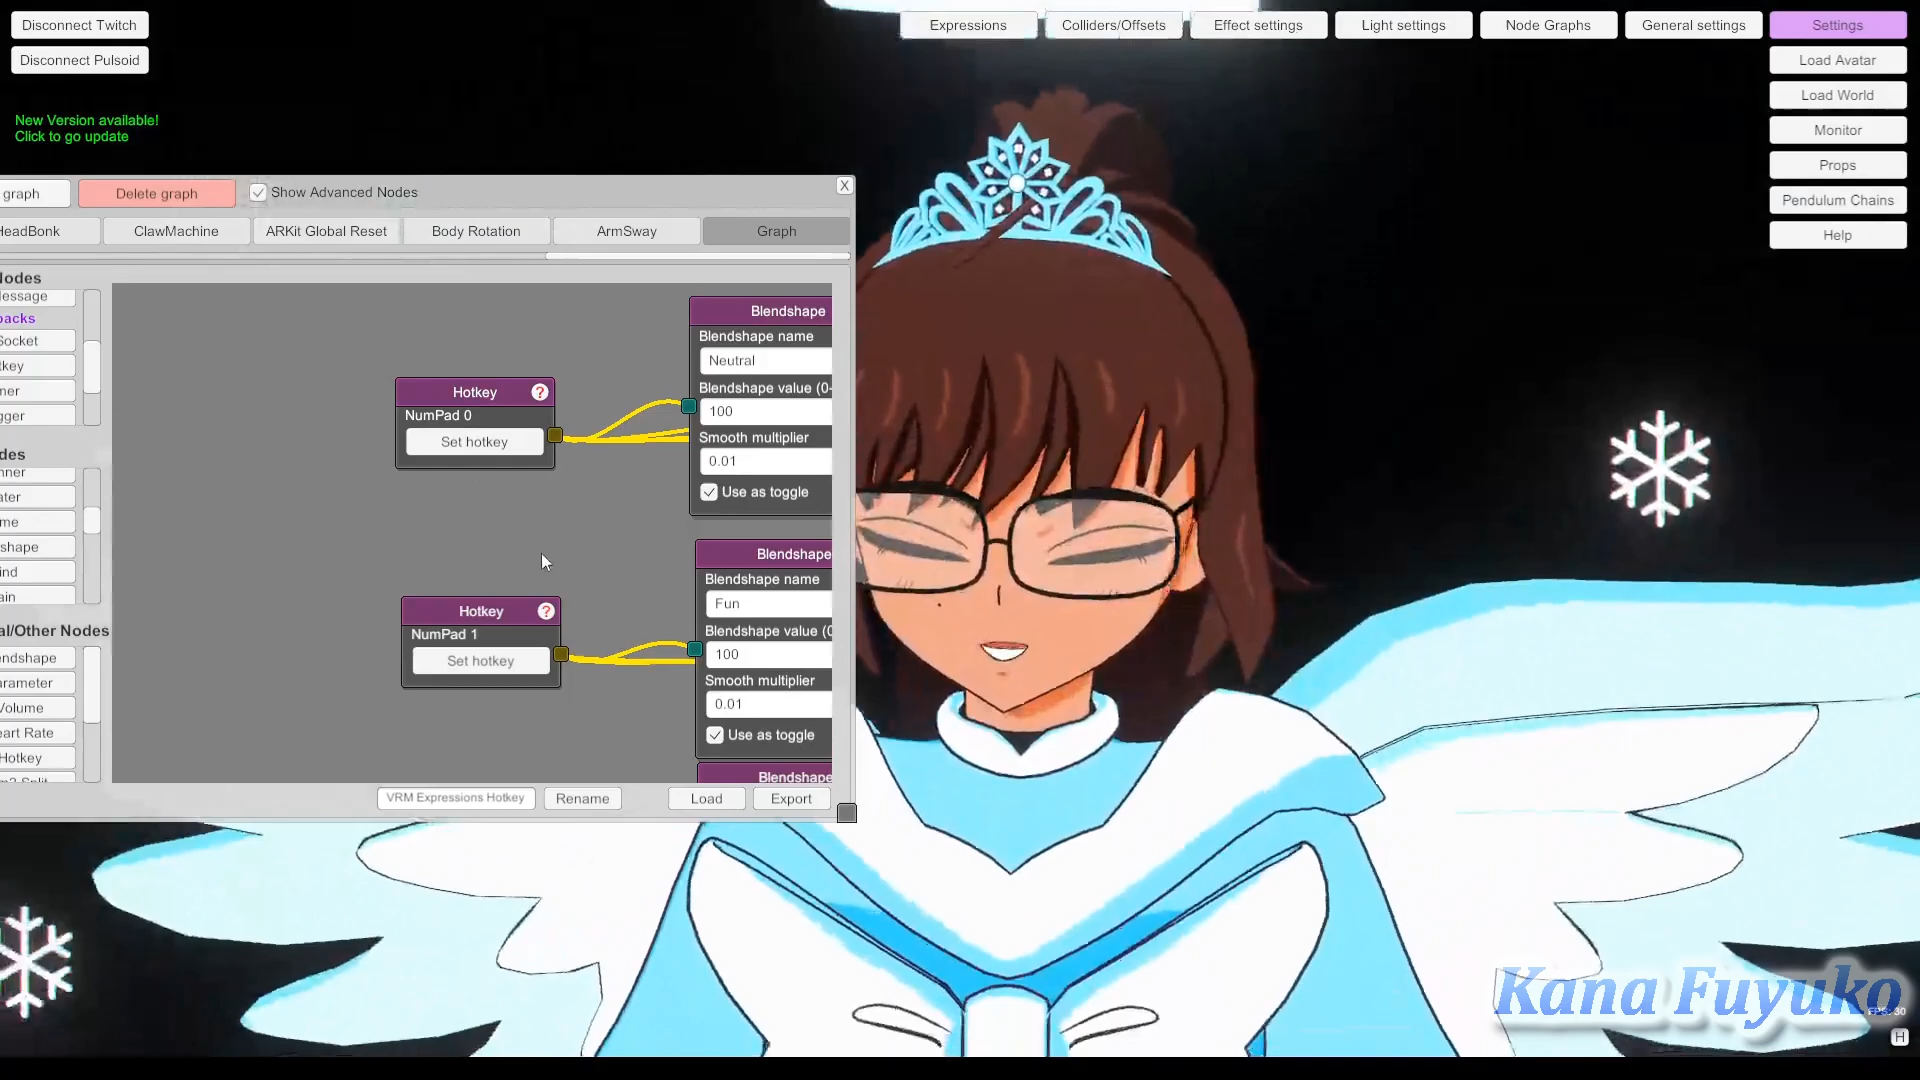 Disconnect Twitch
Disconnect Pulsoid
New Version available!
Click to go update
Expressions
Colliders/Offsets
Effect settings
Light settings
Node Graphs
General settings
Settings
Load Avatar
Load World
Monitor
Props
Pendulum Chains
Help
graph
Delete graph
Show Advanced Nodes
X
HeadBonk
ClawMachine
ARKit Global Reset
Body Rotation
ArmSway
Graph
Nodes
essage
backs
Socket
tkey
mer
gger
des
nner
ater
me
shape
ind
ain
al/Other Nodes
endshape
arameter
Volume
eart Rate
Hotkey
Hotkey
?
NumPad 0
Set hotkey
Blendshape
Blendshape name
Neutral
Blendshape value (0-
100
Smooth multiplier
0.01
Use as toggle
Hotkey
?
NumPad 1
Set hotkey
Blendshape
Blendshape name
Fun
Blendshape value (0
100
Smooth multiplier
0.01
Use as toggle
Blendshape
VRM Expressions Hotkey
Rename
Load
Export
Kana Fuyuko
FPS: 30
H